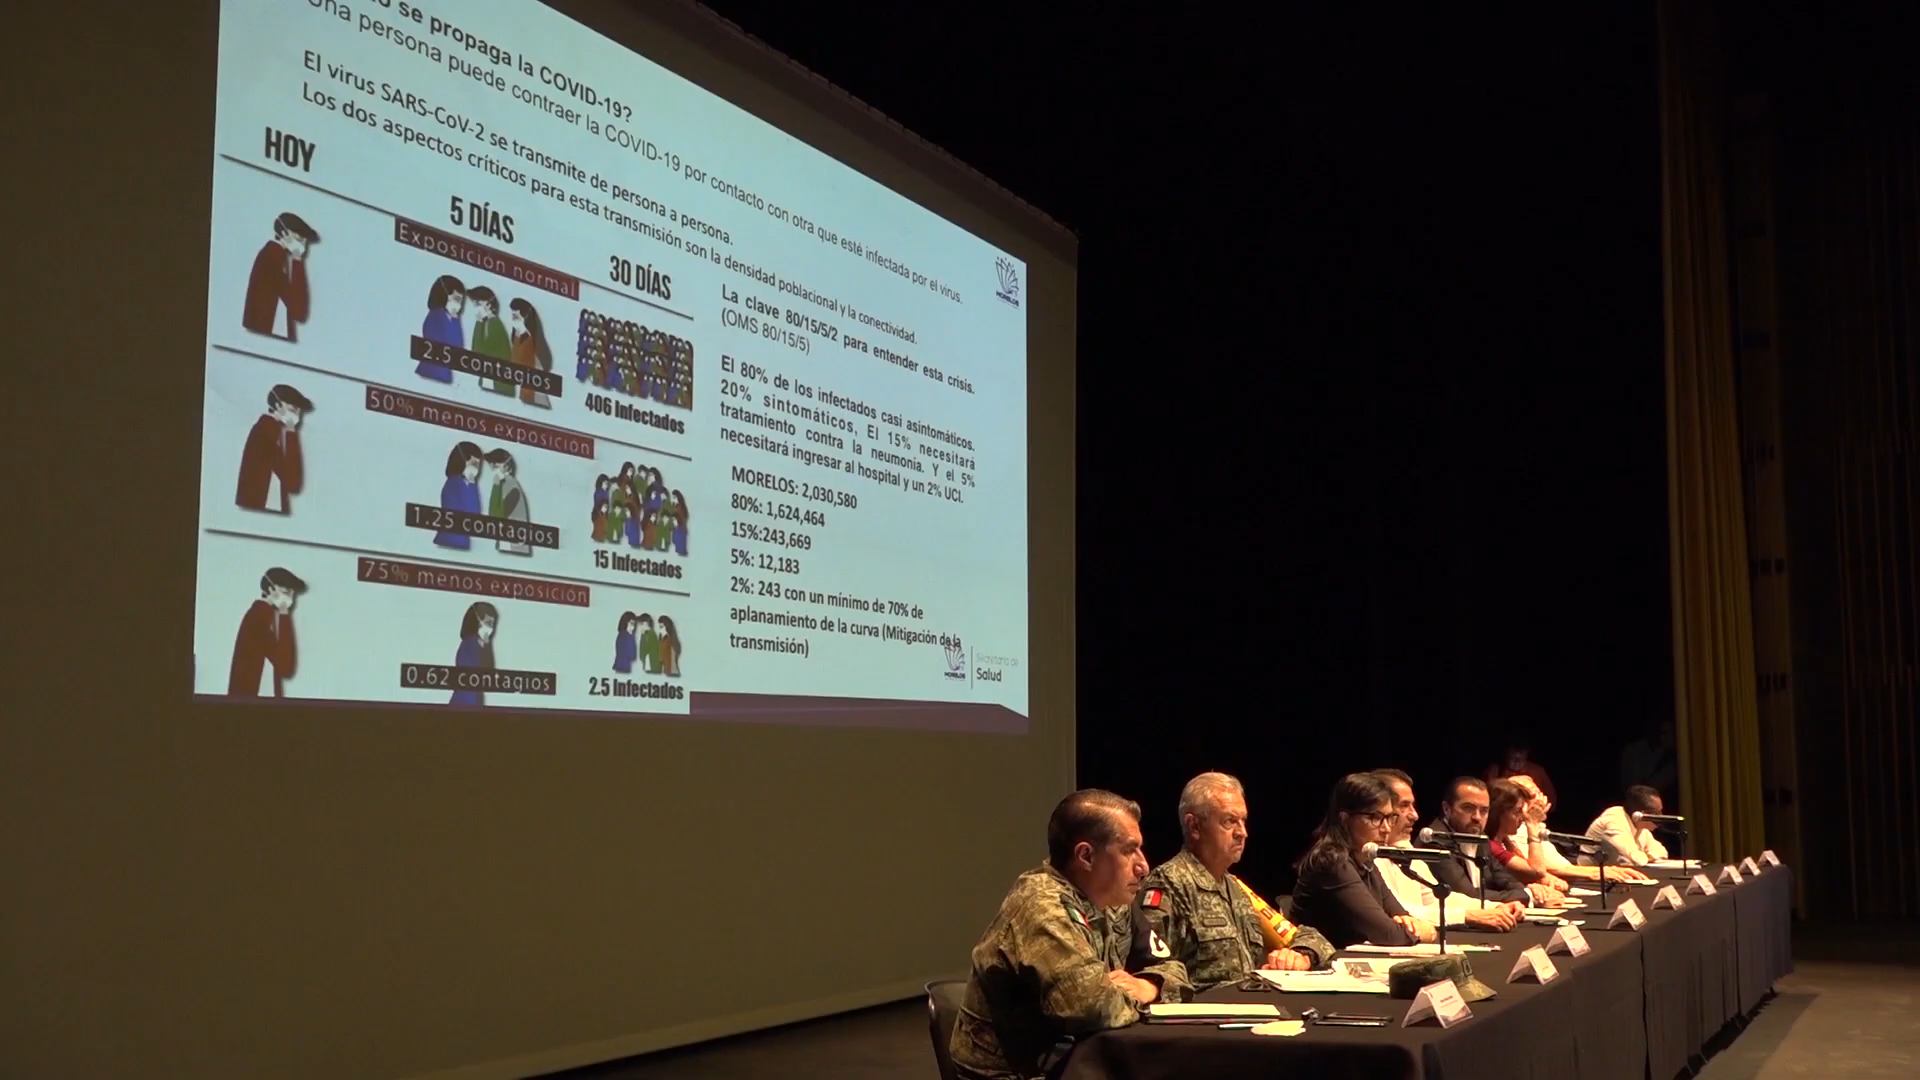 se propaga la COVID-19?
Una persona puede contraer la COVID-19 por contacto con otra que esté infectada por el virus.
El virus SARS-CoV-2 se transmite de persona a persona.
Los dos aspectos críticos para esta transmisión son la densidad poblacional y la conectividad.
HOY
5 DÍAS
30 DÍAS
Exposición normal
2.5 contagios
406 Infectados
50% menos exposición
1.25 contagios
15 Infectados
75% menos exposición
0.62 contagios
2.5 Infectados
La clave 80/15/5/2 para entender esta crisis.
(OMS 80/15/5)
El 80% de los infectados casi asintomáticos.
20% sintomáticos, El 15% necesitará
tratamiento contra la neumonia. Y el 5%
necesitará ingresar al hospital y un 2% UCI.
MORELOS: 2,030,580
80%: 1,624,464
15%:243,669
5%: 12,183
2%: 243 con un mínimo de 70% de
aplanamiento de la curva (Mitigación de la
transmisión)
MORELOS
MORELOS
Secretaría de
Salud